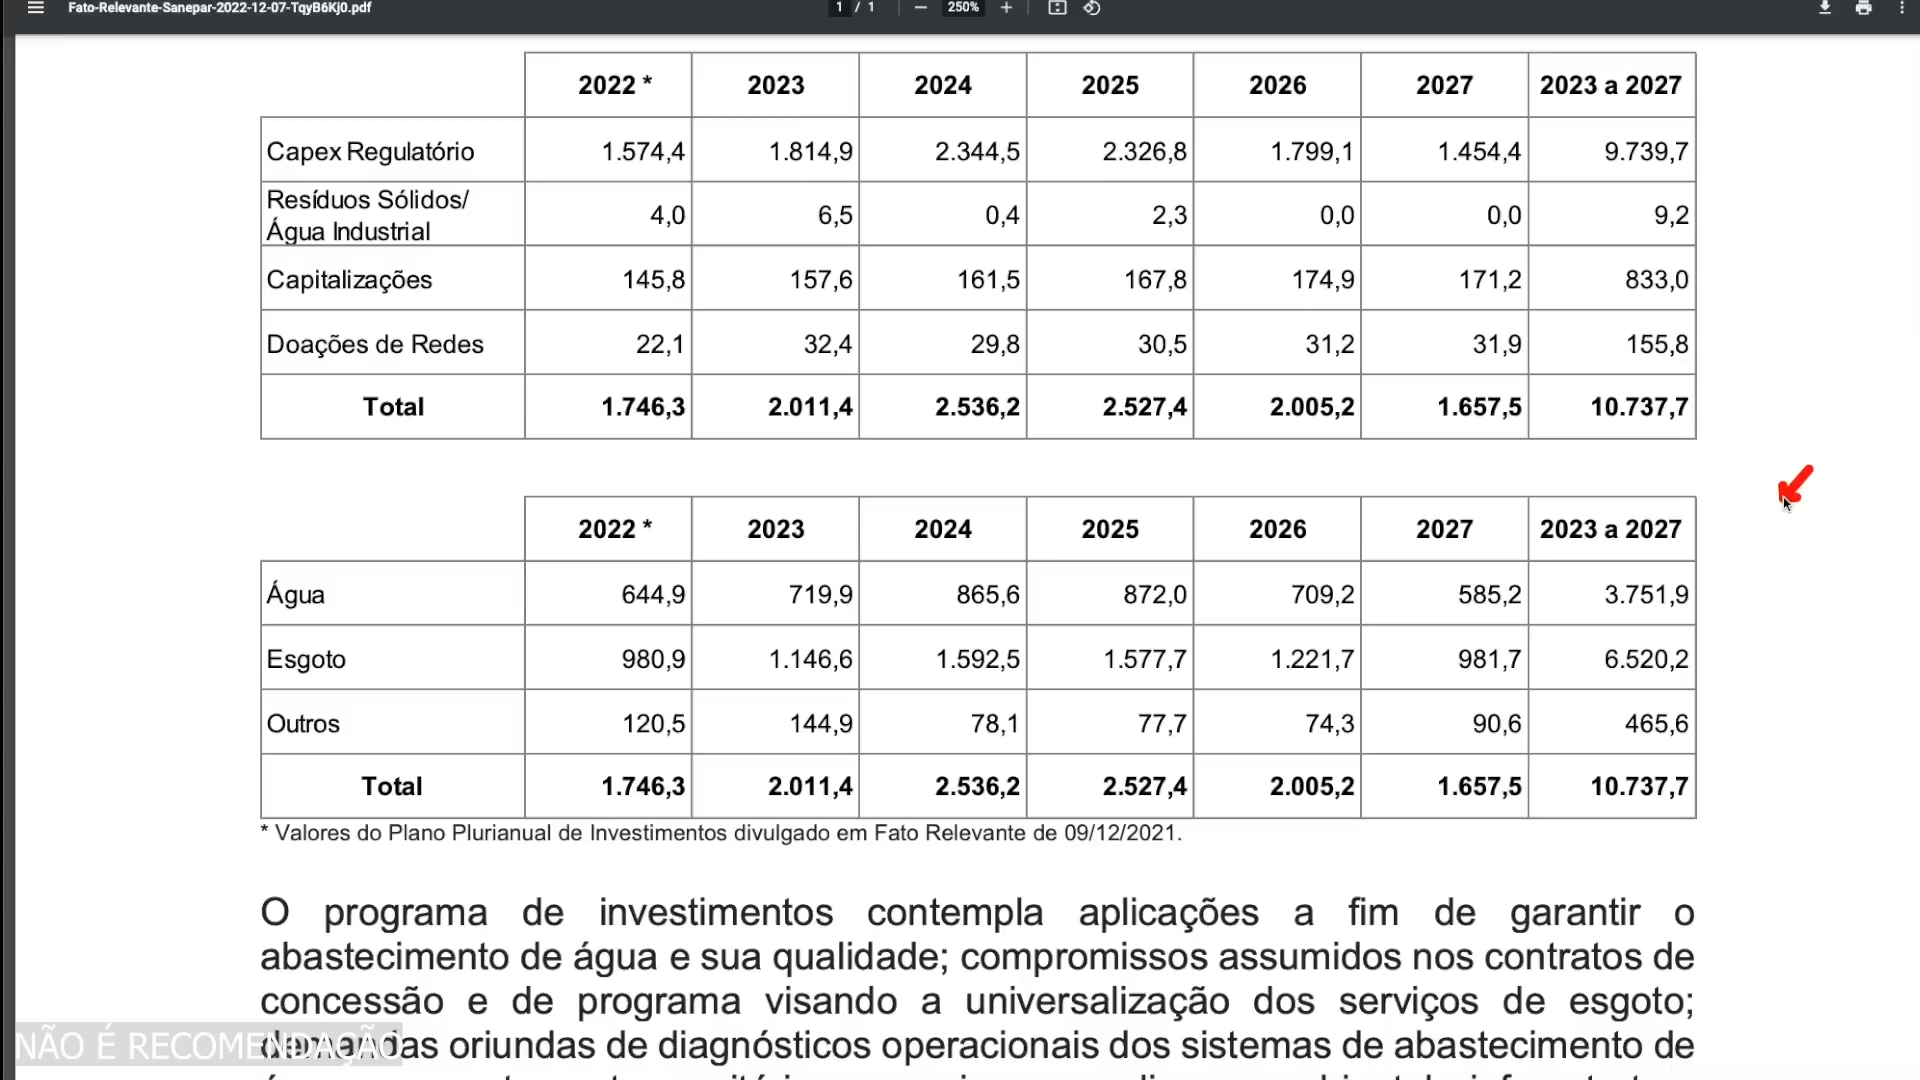 Fato-Relevante-Sanepar-2022-12-07-TqyB6Kj0.pdf 1 / 1 — 250% +
2022 * 2023 2024 2025 2026 2027 2023 a 2027
Capex Regulatório 1.574,4 1.814,9 2.344,5 2.326,8 1.799,1 1.454,4 9.739,7
Resíduos Sólidos/
Água Industrial 4,0 6,5 0,4 2,3 0,0 0,0 9,2
Capitalizações 145,8 157,6 161,5 167,8 174,9 171,2 833,0
Doações de Redes 22,1 32,4 29,8 30,5 31,2 31,9 155,8
Total 1.746,3 2.011,4 2.536,2 2.527,4 2.005,2 1.657,5 10.737,7
2022 * 2023 2024 2025 2026 2027 2023 a 2027
Água 644,9 719,9 865,6 872,0 709,2 585,2 3.751,9
Esgoto 980,9 1.146,6 1.592,5 1.577,7 1.221,7 981,7 6.520,2
Outros 120,5 144,9 78,1 77,7 74,3 90,6 465,6
Total 1.746,3 2.011,4 2.536,2 2.527,4 2.005,2 1.657,5 10.737,7
* Valores do Plano Plurianual de Investimentos divulgado em Fato Relevante de 09/12/2021.
O programa de investimentos contempla aplicações a fim de garantir o
abastecimento de água e sua qualidade; compromissos assumidos nos contratos de
concessão e de programa visando a universalização dos serviços de esgoto;
demandas oriundas de diagnósticos operacionais dos sistemas de abastecimento de
NÃO É RECOMENDAÇÃO